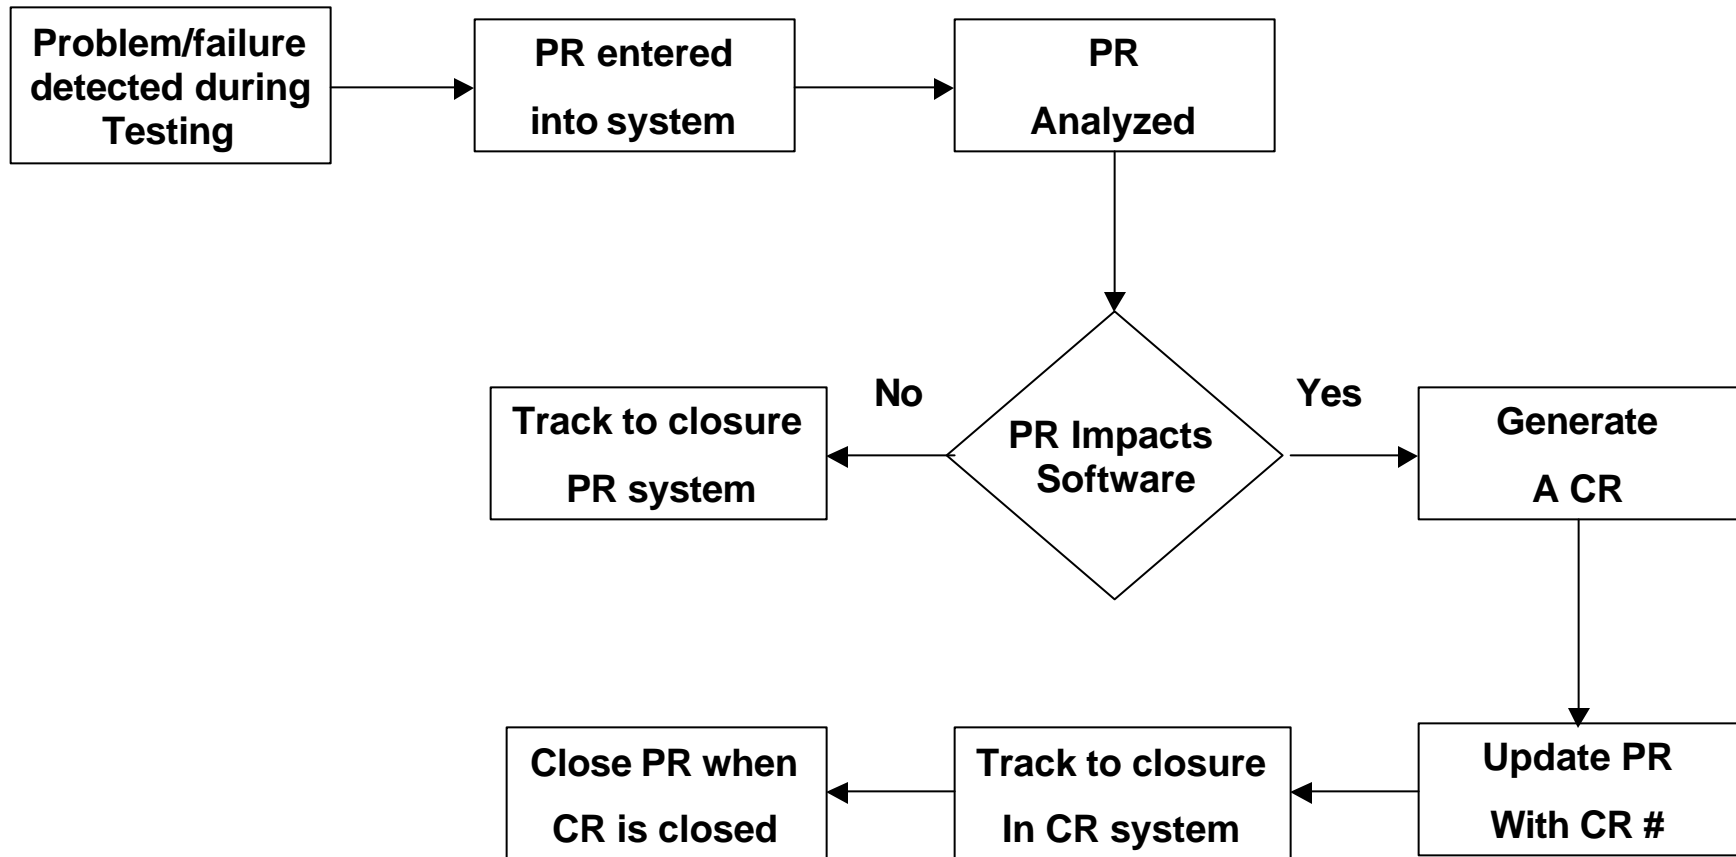 Problem/failure
detected during
Testing
PR entered
into system
PR
Analyzed
No
Yes
Track to closure
PR system
PR Impacts
Software
Generate
A CR
Close PR when
CR is closed
Track to closure
In CR system
Update PR
With CR #